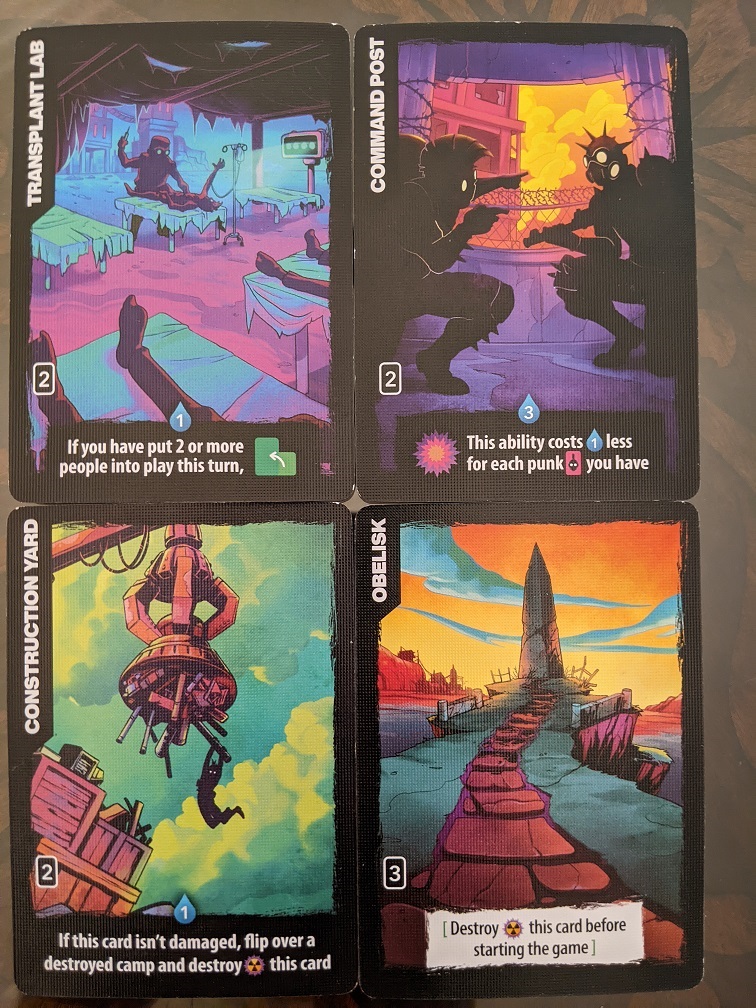 TRANSPLANT LAB
2
1
If you have put 2 or more
people into play this turn,
COMMAND POST
2
3
This ability costs 1 less
for each punk you have
CONSTRUCTION YARD
2
1
If this card isn't damaged, flip over a
destroyed camp and destroy this card
OBELISK
3
[ Destroy this card before
starting the game ]